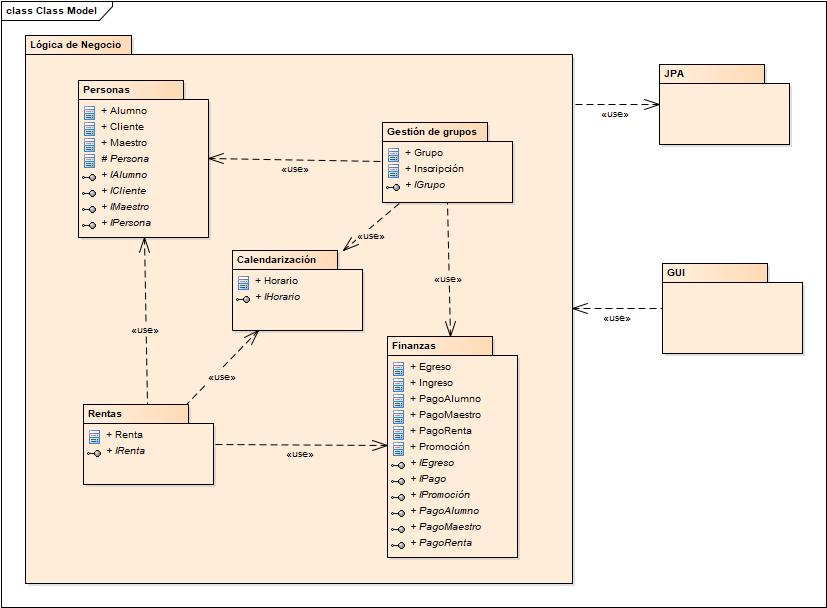 class Class Model
Lógica de Negocio
Personas
+ Alumno
+ Cliente
+ Maestro
# Persona
+ IAlumno
+ ICliente
+ IMaestro
+ IPersona
«use»
Gestión de grupos
+ Grupo
+ Inscripción
+ IGrupo
JPA
«use»
«use»
Calendarización
+ Horario
+ IHorario
«use»
GUI
«use»
«use»
«use»
Finanzas
+ Egreso
+ Ingreso
+ PagoAlumno
+ PagoMaestro
+ PagoRenta
+ Promoción
+ IEgreso
+ IPago
+ IPromoción
+ PagoAlumno
+ PagoMaestro
+ PagoRenta
Rentas
+ Renta
+ IRenta
«use»